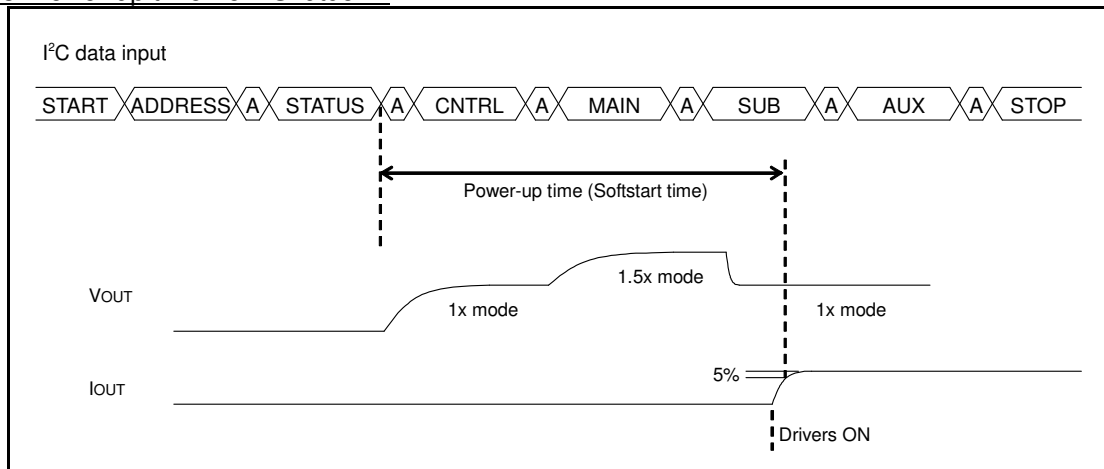 I²C data input
START ADDRESS A STATUS A CNTRL A MAIN A SUB A AUX A STOP
Power-up time (Softstart time)
1.5x mode
VOUT
1x mode
1x mode
5%
IOUT
Drivers ON